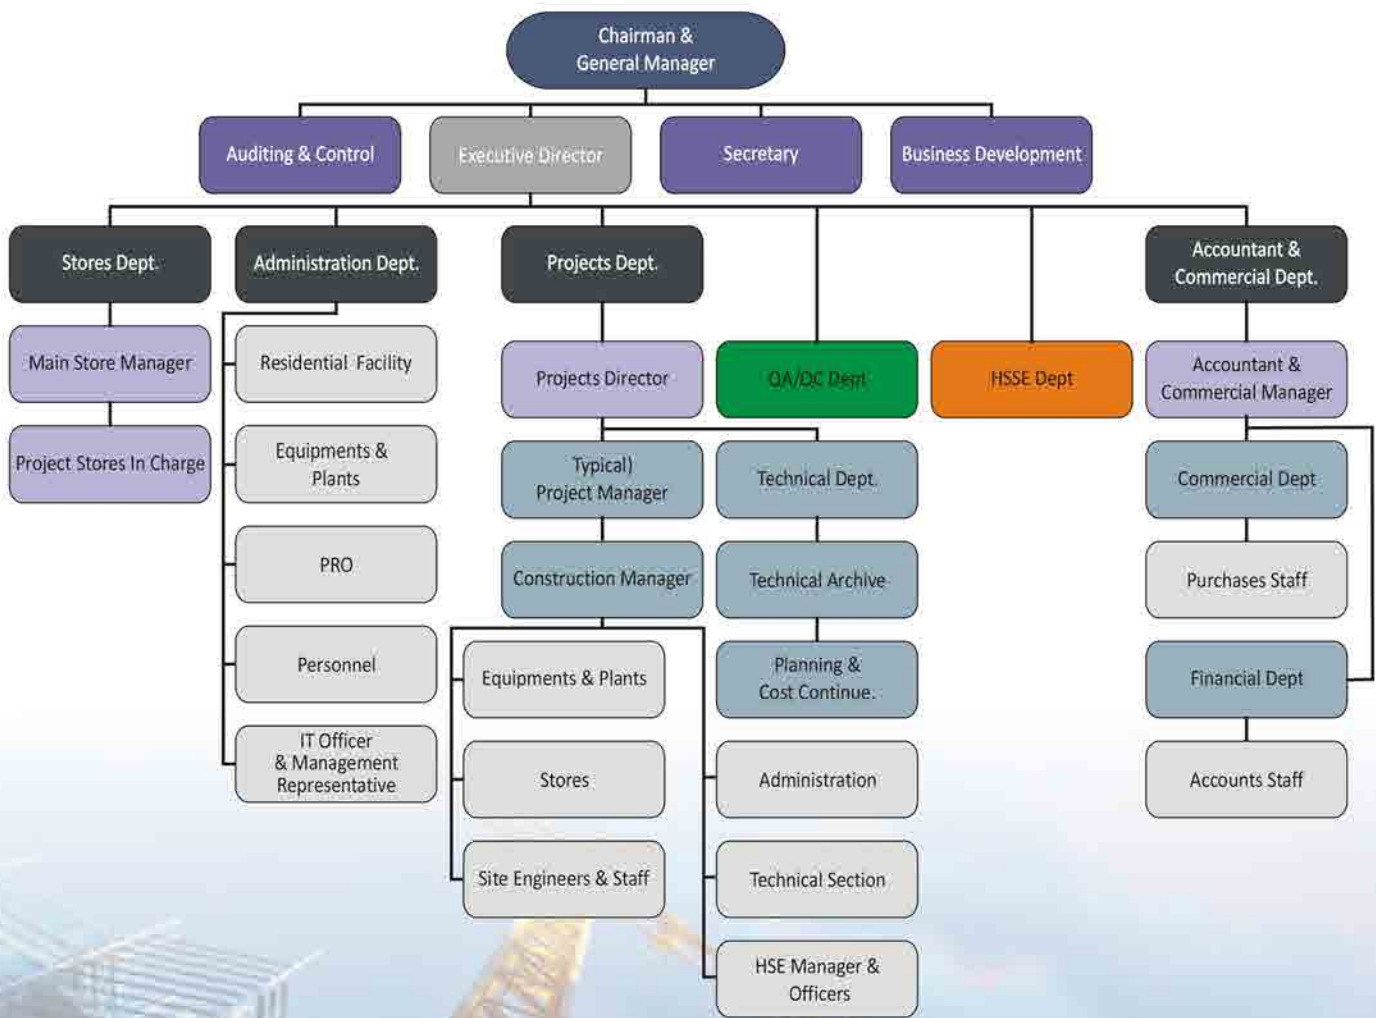 Chairman &
General Manager
Auditing & Control
Executive Director
Secretary
Business Development
Stores Dept.
Administration Dept.
Projects Dept.
Accountant &
Commercial Dept.
Main Store Manager
Residential Facility
Projects Director
QA/QC Dept
HSSE Dept
Accountant &
Commercial Manager
Project Stores In Charge
Equipments &
Plants
Typical)
Project Manager
Technical Dept.
Commercial Dept
PRO
Construction Manager
Technical Archive
Purchases Staff
Personnel
Equipments & Plants
Planning &
Cost Continue.
Financial Dept
IT Officer
& Management
Representative
Stores
Administration
Accounts Staff
Site Engineers & Staff
Technical Section
HSE Manager &
Officers